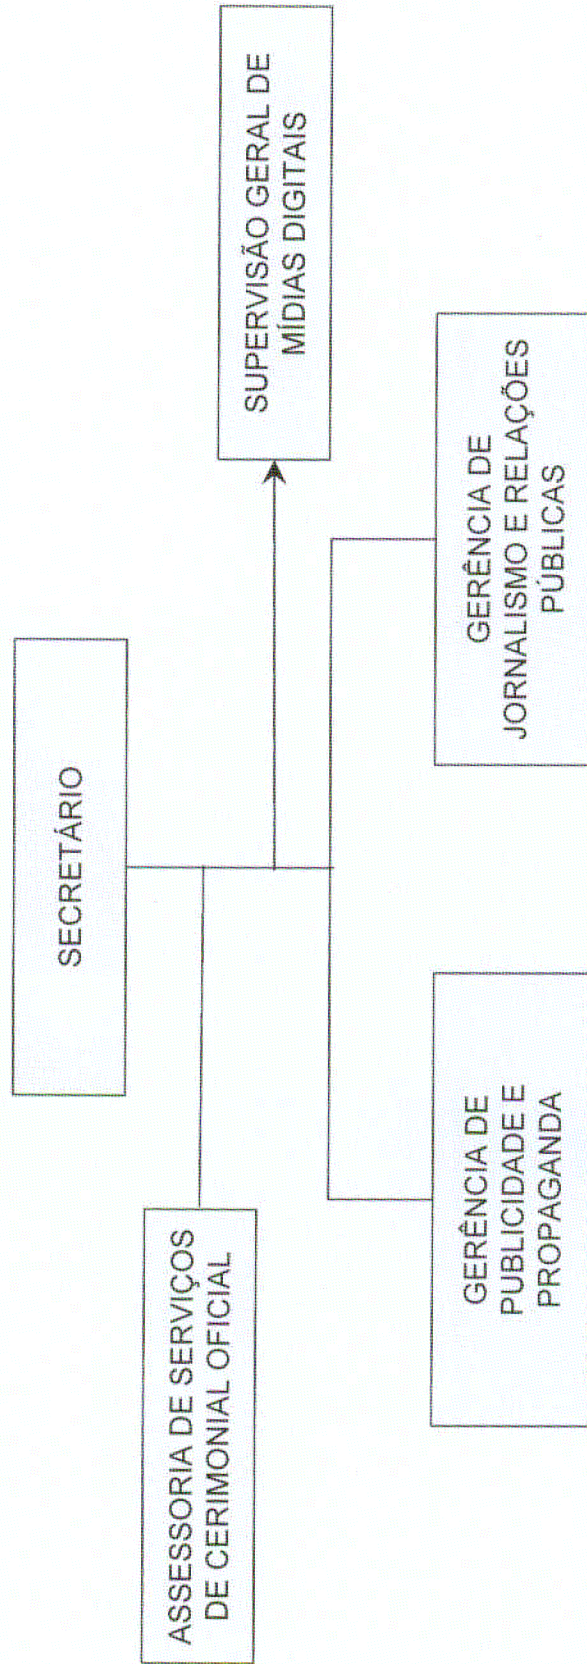 SECRETÁRIO
ASSESSORIA DE SERVIÇOS
DE CERIMONIAL OFICIAL
SUPERVISÃO GERAL DE
MÍDIAS DIGITAIS
GERÊNCIA DE
PUBLICIDADE E
PROPAGANDA
GERÊNCIA DE
JORNALISMO E RELAÇÕES
PÚBLICAS